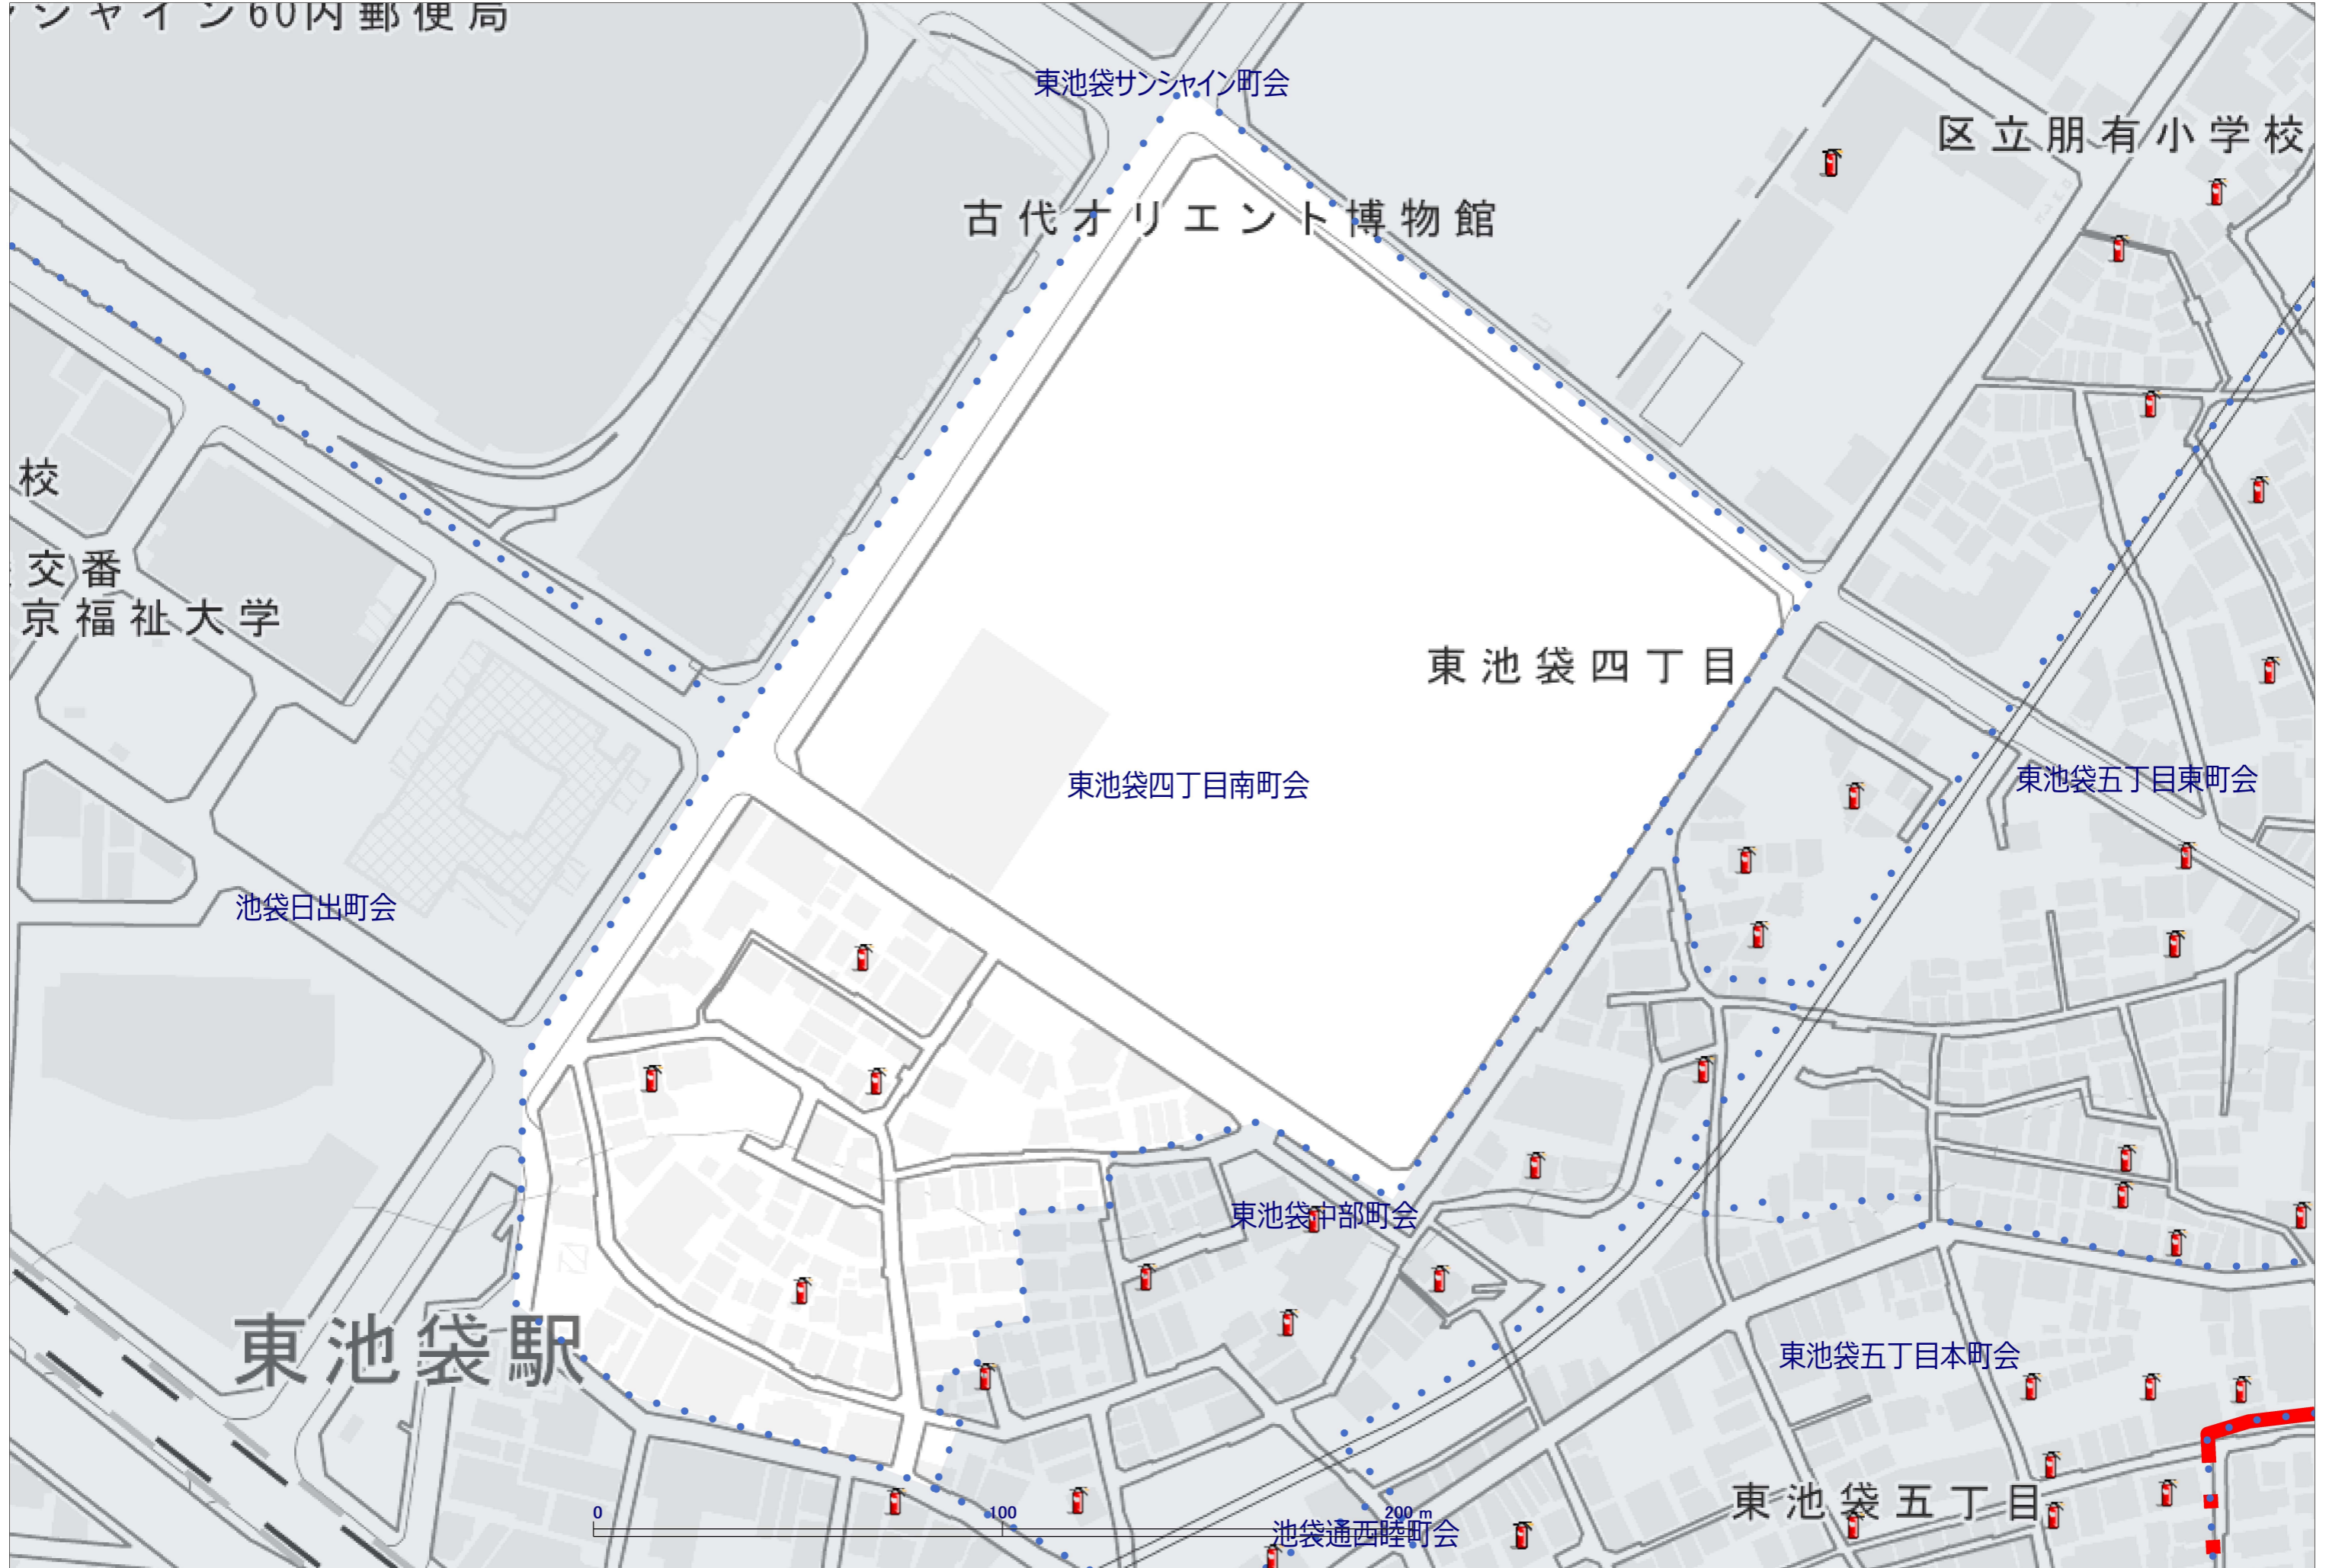 シャイン60内郵便局
東池袋サンシャイン町会
区立朋有小学校
古代オリエント博物館
校
交番
京福祉大学
東池袋四丁目
東池袋四丁目南町会
東池袋五丁目東町会
池袋日出町会
東池袋中部町会
東池袋駅
東池袋五丁目本町会
東池袋五丁目
0 100 200 m
池袋通西睦町会